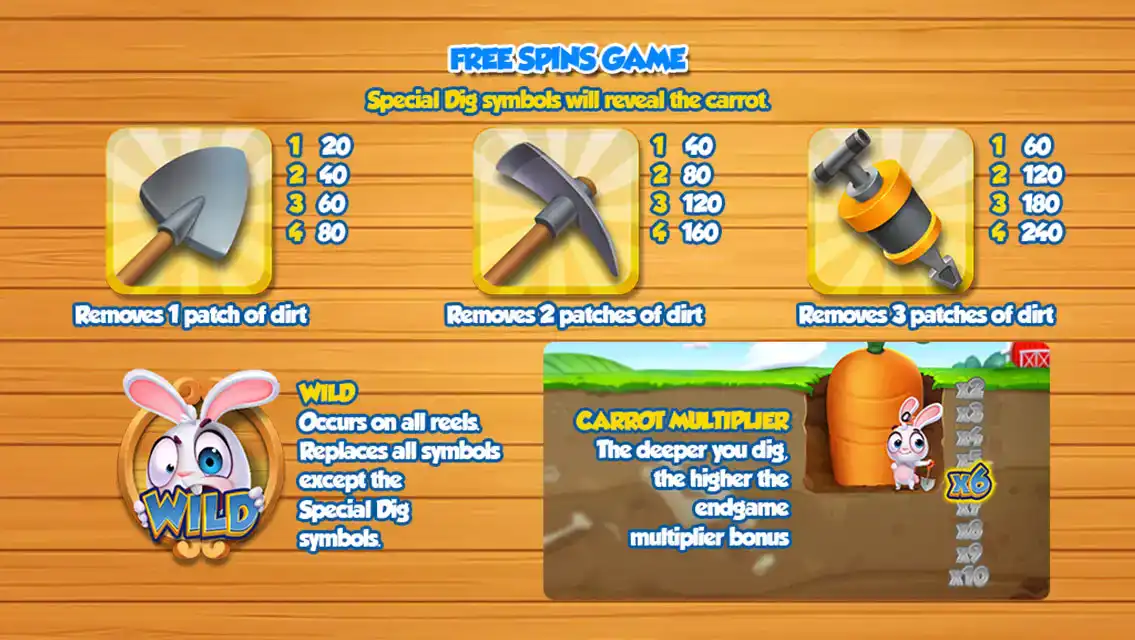 FREE SPINS GAME
Special Dig symbols will reveal the carrot.
1 20
2 40
3 60
4 80
Removes 1 patch of dirt
1 40
2 80
3 120
4 160
Removes 2 patches of dirt
1 60
2 120
3 180
4 240
Removes 3 patches of dirt
WILD
WILD
Occurs on all reels.
Replaces all symbols
except the
Special Dig
symbols.
CARROT MULTIPLIER
The deeper you dig,
the higher the
endgame
multiplier bonus
x2
x3
x4
x5
x6
x7
x8
x9
x10